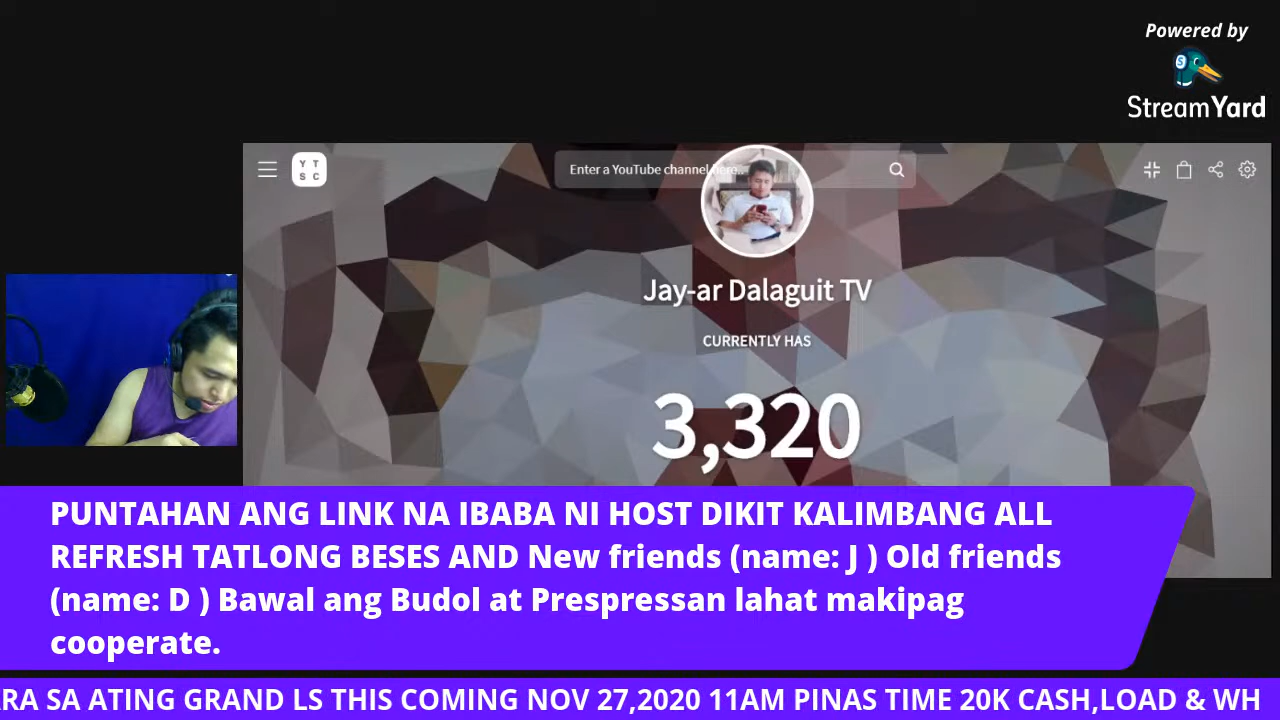 Powered by
S
StreamYard
Y T
S C
Enter a YouTube channel here..
Jay-ar Dalaguit TV
CURRENTLY HAS
3,320
PUNTAHAN ANG LINK NA IBABA NI HOST DIKIT KALIMBANG ALL
REFRESH TATLONG BESES AND New friends (name: J ) Old friends
(name: D ) Bawal ang Budol at Prespressan lahat makipag
cooperate.
RA SA ATING GRAND LS THIS COMING NOV 27,2020 11AM PINAS TIME 20K CASH,LOAD & WH